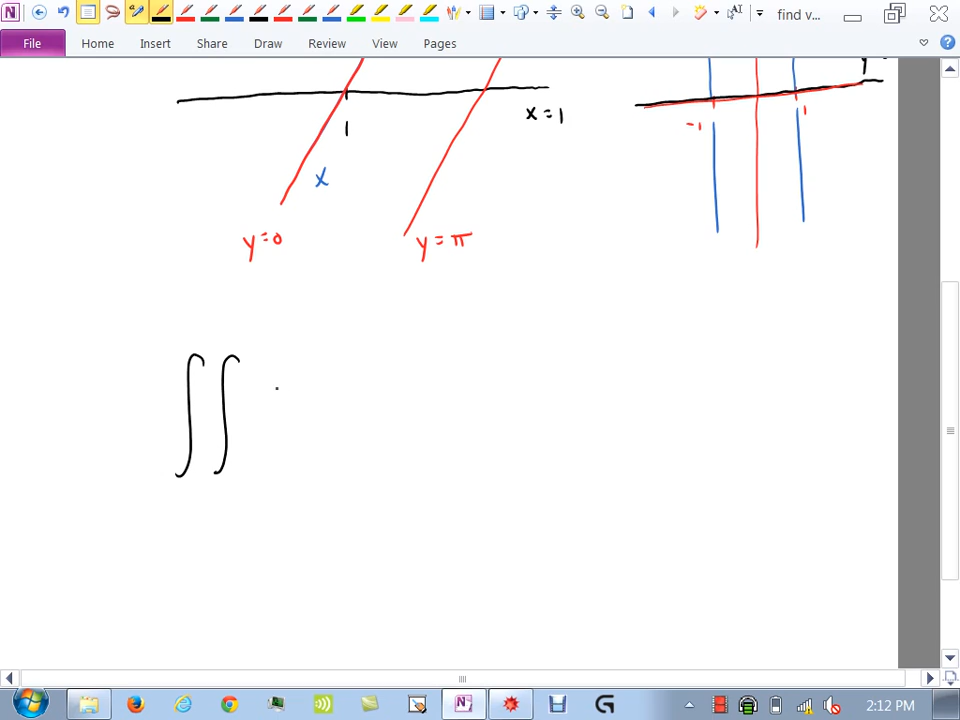 find v...
File Home Insert Share Draw Review View Pages
x = 1
1
-1
1
x
y = 0
y = π
∫ ∫
2:12 PM